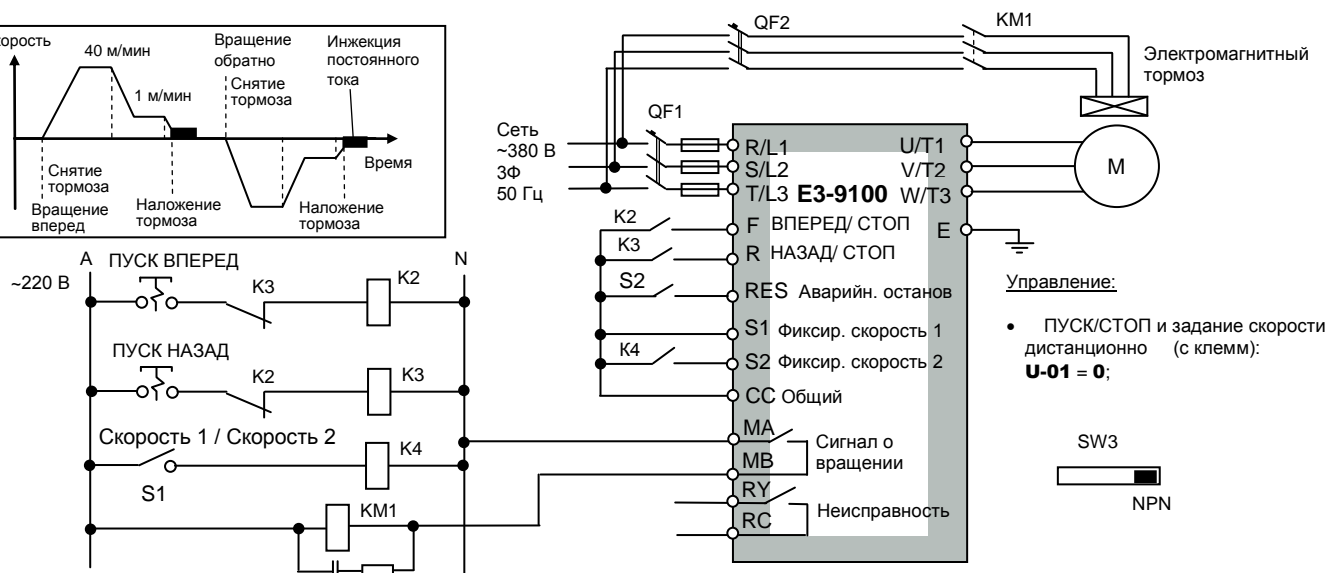 корость
40 м/мин
1 м/мин
Вращение
обратно
Снятие
тормоза
Инжекция
постоянного
тока
Время
Снятие
тормоза
Вращение
вперед
Наложение
тормоза
Наложение
тормоза
QF2
KM1
Электромагнитный
тормоз
QF1
Сеть
~380 В
3Ф
50 Гц
R/L1
S/L2
T/L3
E3-9100
U/T1
V/T2
W/T3
E
M
K2
F ВПЕРЕД/ СТОП
K3
R НАЗАД/ СТОП
S2
RES Аварийн. останов
S1 Фиксир. скорость 1
К4
S2 Фиксир. скорость 2
CC Общий
MA
MB
Сигнал о
вращении
RY
RC
Неисправность
~220 В
A
N
ПУСК ВПЕРЕД
K3
K2
ПУСК НАЗАД
K2
K3
Скорость 1 / Скорость 2
S1
K4
KM1
Управление:
• ПУСК/СТОП и задание скорости
дистанционно (с клемм):
U-01 = 0;
SW3
NPN